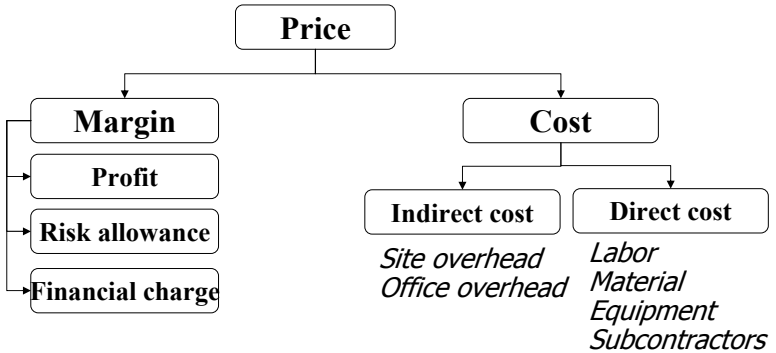 Price
Margin
Cost
Profit
Risk allowance
Financial charge
Indirect cost
Direct cost
Site overhead
Office overhead
Labor
Material
Equipment
Subcontractors